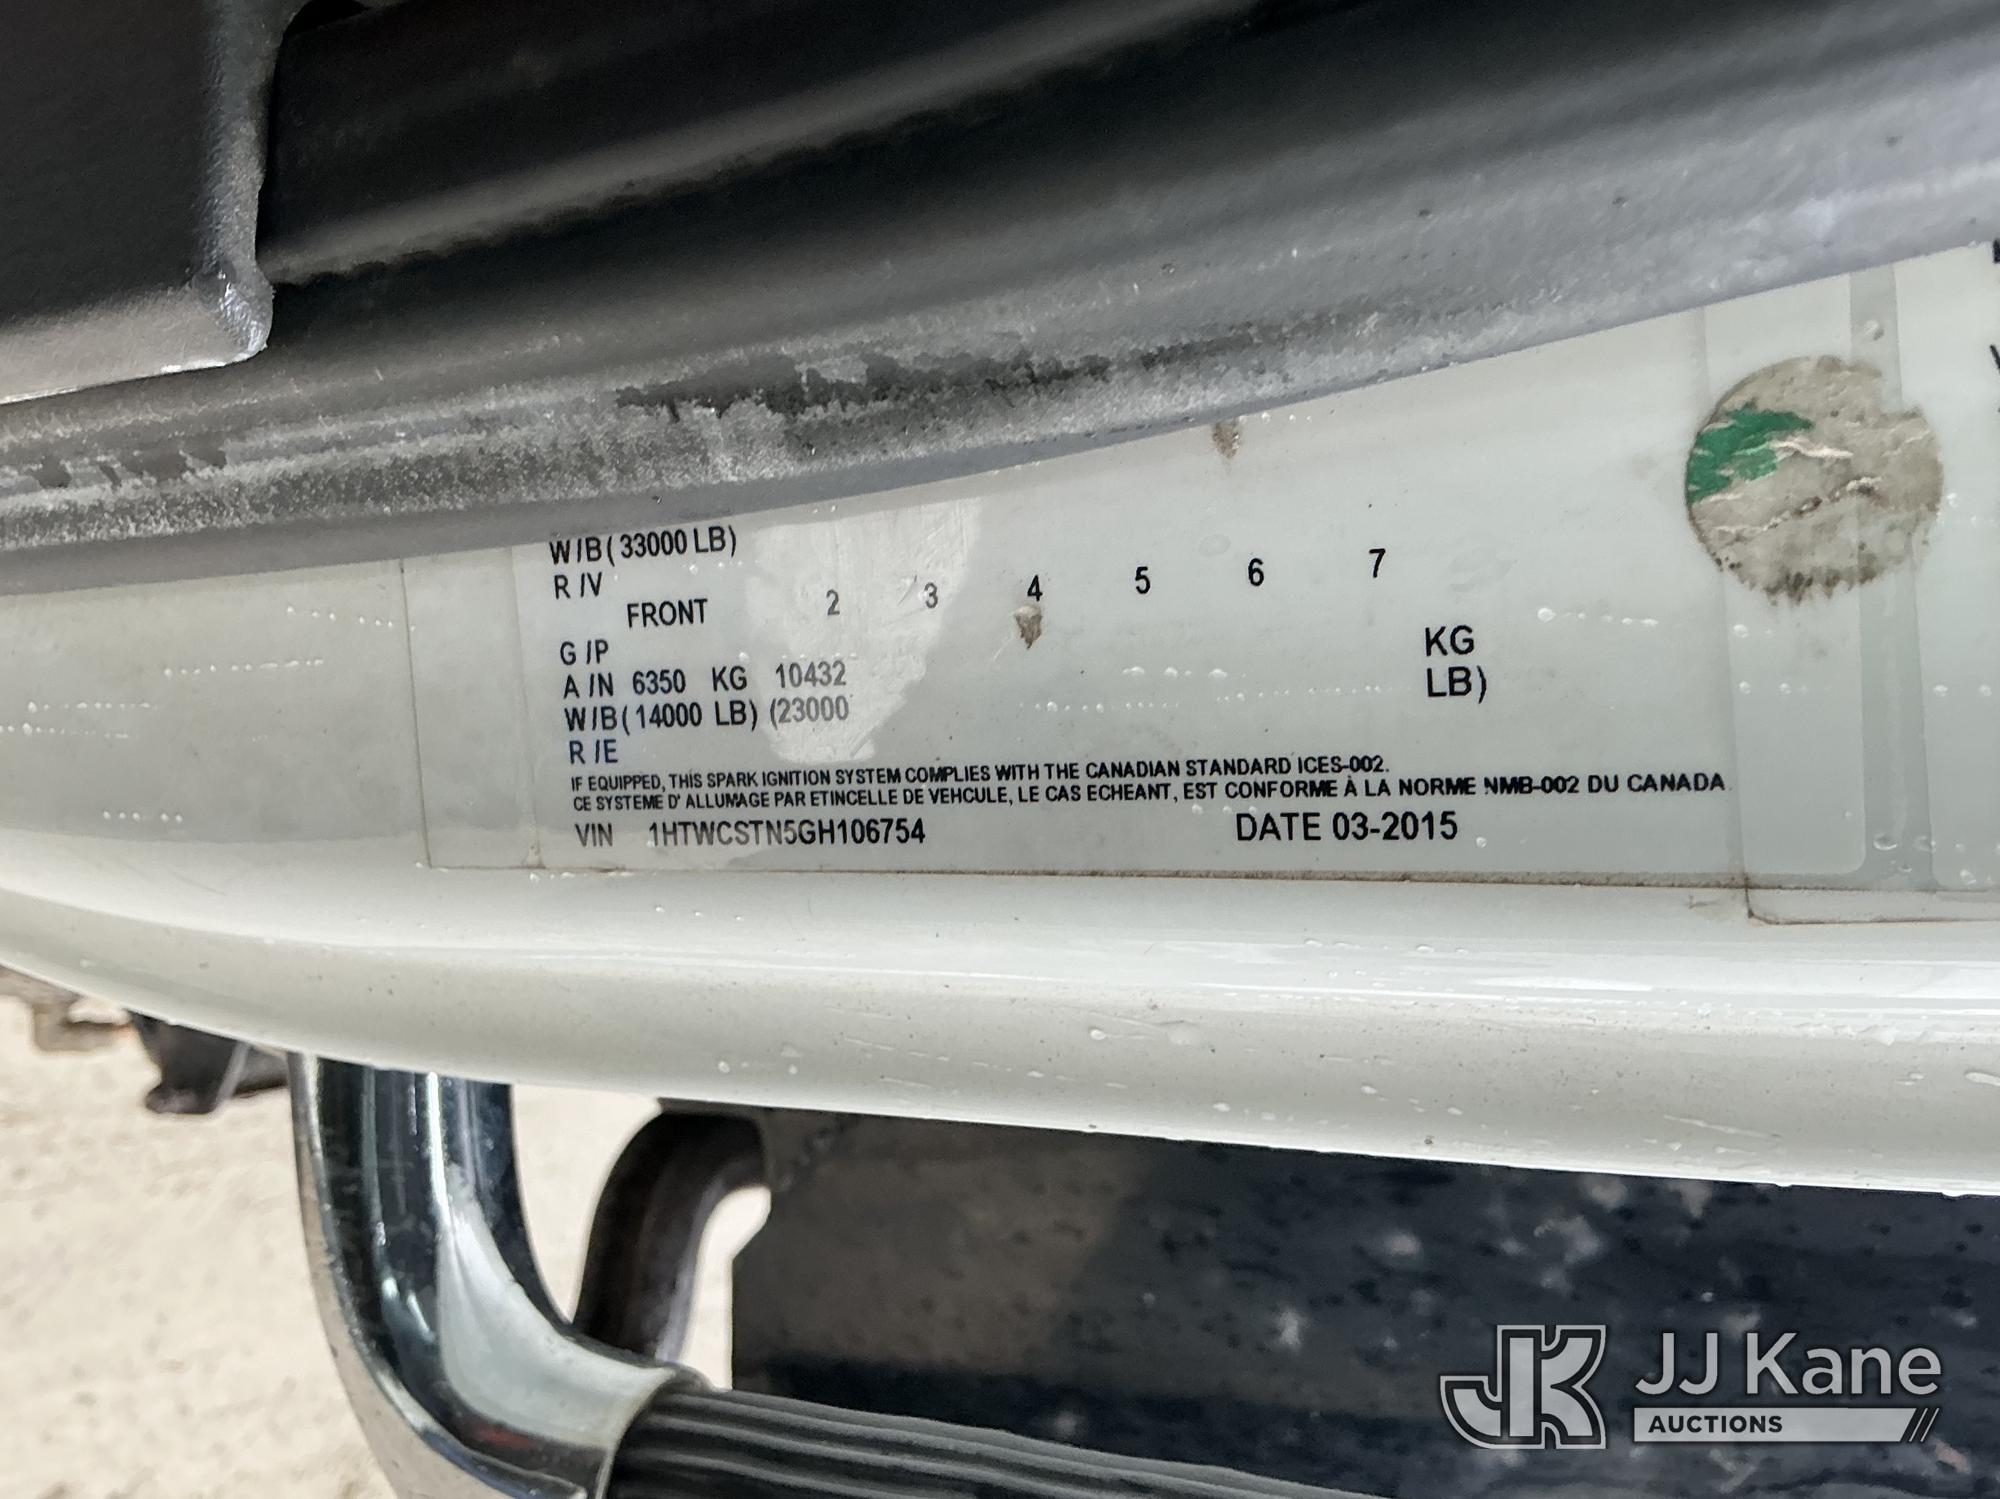 W/B(33000 LB)
R/V
FRONT 2 3 4 5 6 7
G/P
A/N 6350 KG 10432 KG
W/B(14000 LB) (23000 LB)
R/E
IF EQUIPPED, THIS SPARK IGNITION SYSTEM COMPLIES WITH THE CANADIAN STANDARD ICES-002.
CE SYSTEME D' ALLUMAGE PAR ETINCELLE DE VEHCULE, LE CAS ECHEANT, EST CONFORME À LA NORME NMB-002 DU CANADA
VIN 1HTWCSTN5GH106754 DATE 03-2015
JK JJ Kane
AUCTIONS